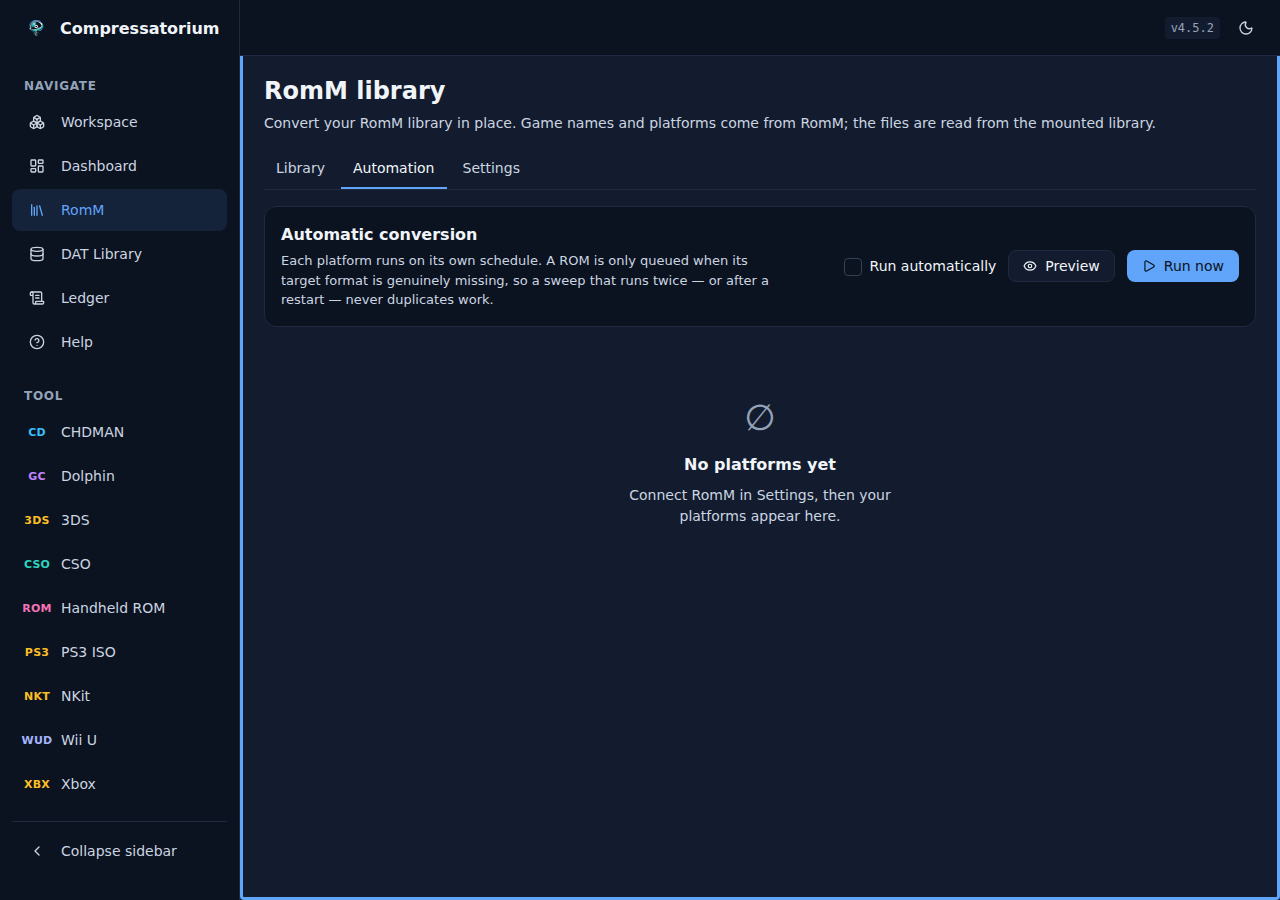 Compressatorium
v4.5.2
NAVIGATE
Workspace
Dashboard
RomM
DAT Library
Ledger
Help
TOOL
CD CHDMAN
GC Dolphin
3DS 3DS
CSO CSO
ROM Handheld ROM
PS3 PS3 ISO
NKT NKit
WUD Wii U
XBX Xbox
Collapse sidebar
RomM library
Convert your RomM library in place. Game names and platforms come from RomM; the files are read from the mounted library.
Library Automation Settings
Automatic conversion
Each platform runs on its own schedule. A ROM is only queued when its
target format is genuinely missing, so a sweep that runs twice — or after a
restart — never duplicates work.
Run automatically Preview Run now
No platforms yet
Connect RomM in Settings, then your
platforms appear here.